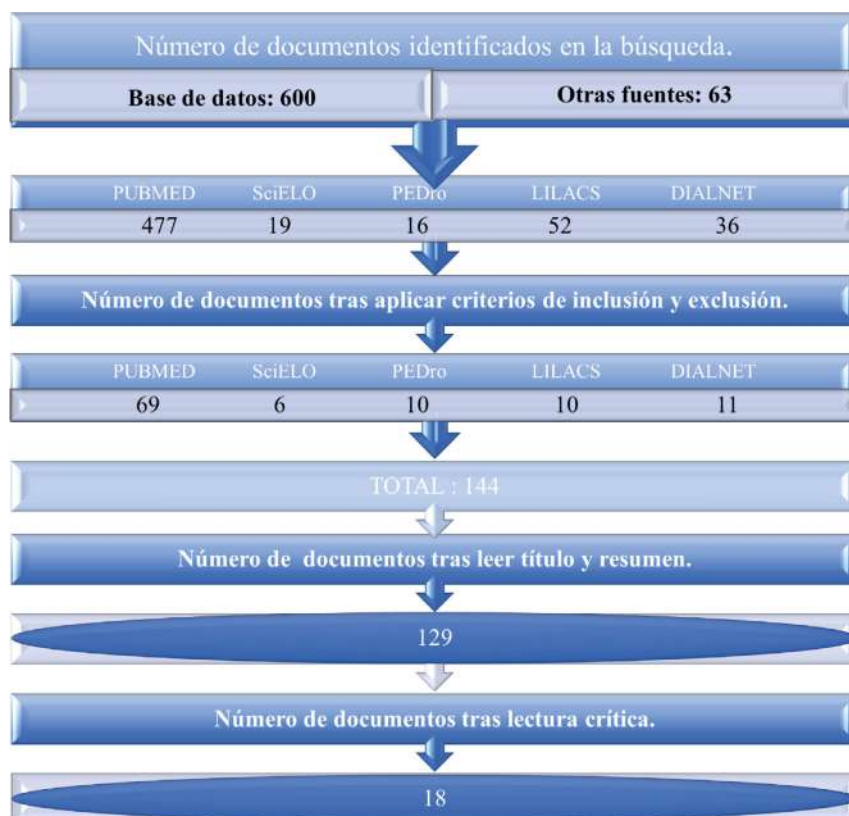 Número de documentos identificados en la búsqueda.
Base de datos: 600 Otras fuentes: 63
PUBMED SciELO PEDro LILACS DIALNET
477 19 16 52 36
Número de documentos tras aplicar criterios de inclusión y exclusión.
PUBMED SciELO PEDro LILACS DIALNET
69 6 10 10 11
TOTAL : 144
Número de documentos tras leer título y resumen.
129
Número de documentos tras lectura crítica.
18